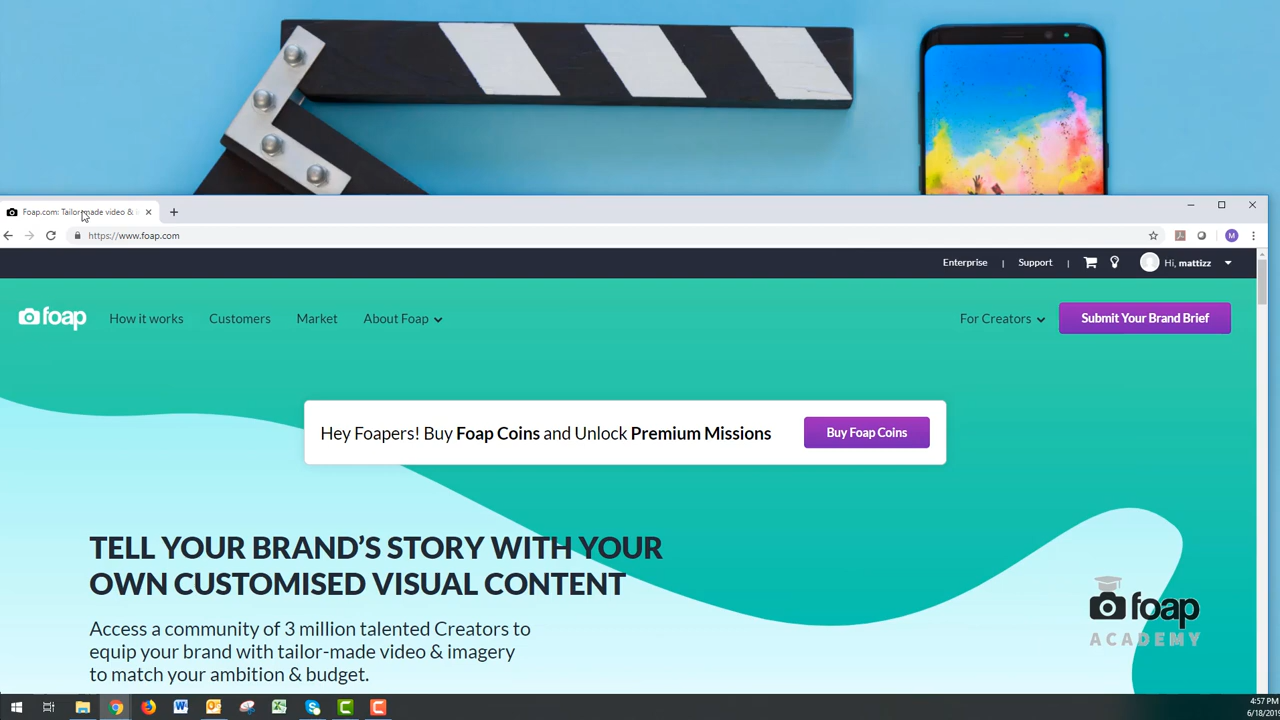 Foap.com: Tailor-made video &
https://www.foap.com
M
Enterprise | Support | Hi, mattizz
foap How it works Customers Market About Foap For Creators Submit Your Brand Brief
Hey Foapers! Buy Foap Coins and Unlock Premium Missions Buy Foap Coins
TELL YOUR BRAND'S STORY WITH YOUR
OWN CUSTOMISED VISUAL CONTENT
Access a community of 3 million talented Creators to
equip your brand with tailor-made video & imagery
to match your ambition & budget.
foap
ACADEMY
4:57 PM